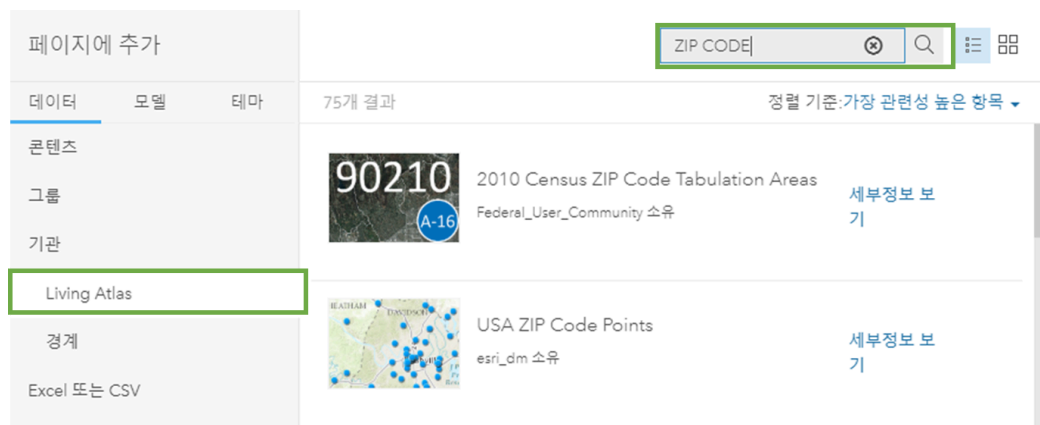 페이지에 추가
ZIP CODE
데이터 모델 테마
75개 결과
정렬 기준:가장 관련성 높은 항목
콘텐츠
그룹
기관
Living Atlas
경계
Excel 또는 CSV
90210
A-16
2010 Census ZIP Code Tabulation Areas
Federal_User_Community 소유
세부정보 보
기
DAVIDSON
USA ZIP Code Points
esri_dm 소유
세부정보 보
기